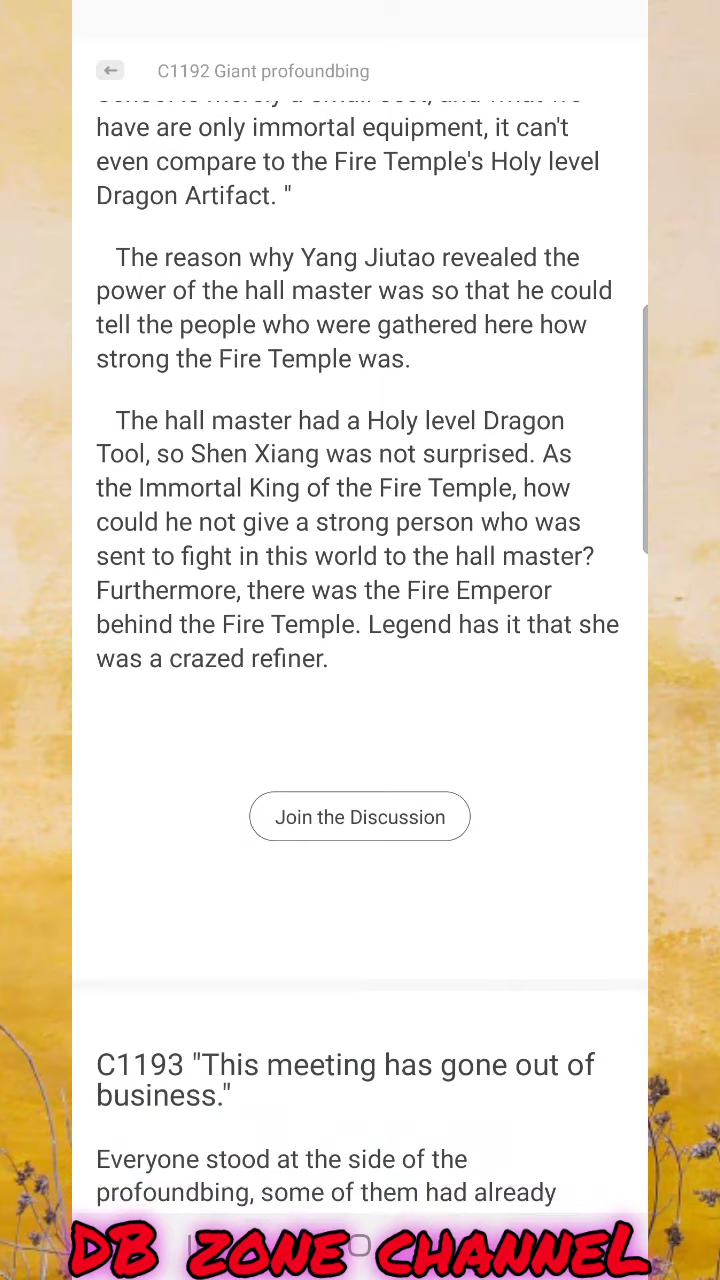 C1192 Giant profoundbing
have are only immortal equipment, it can't
even compare to the Fire Temple's Holy level
Dragon Artifact. "
The reason why Yang Jiutao revealed the
power of the hall master was so that he could
tell the people who were gathered here how
strong the Fire Temple was.
The hall master had a Holy level Dragon
Tool, so Shen Xiang was not surprised. As
the Immortal King of the Fire Temple, how
could he not give a strong person who was
sent to fight in this world to the hall master?
Furthermore, there was the Fire Emperor
behind the Fire Temple. Legend has it that she
was a crazed refiner.
Join the Discussion
C1193 "This meeting has gone out of
business."
Everyone stood at the side of the
profoundbing, some of them had already
DB ZONE CHANNEL